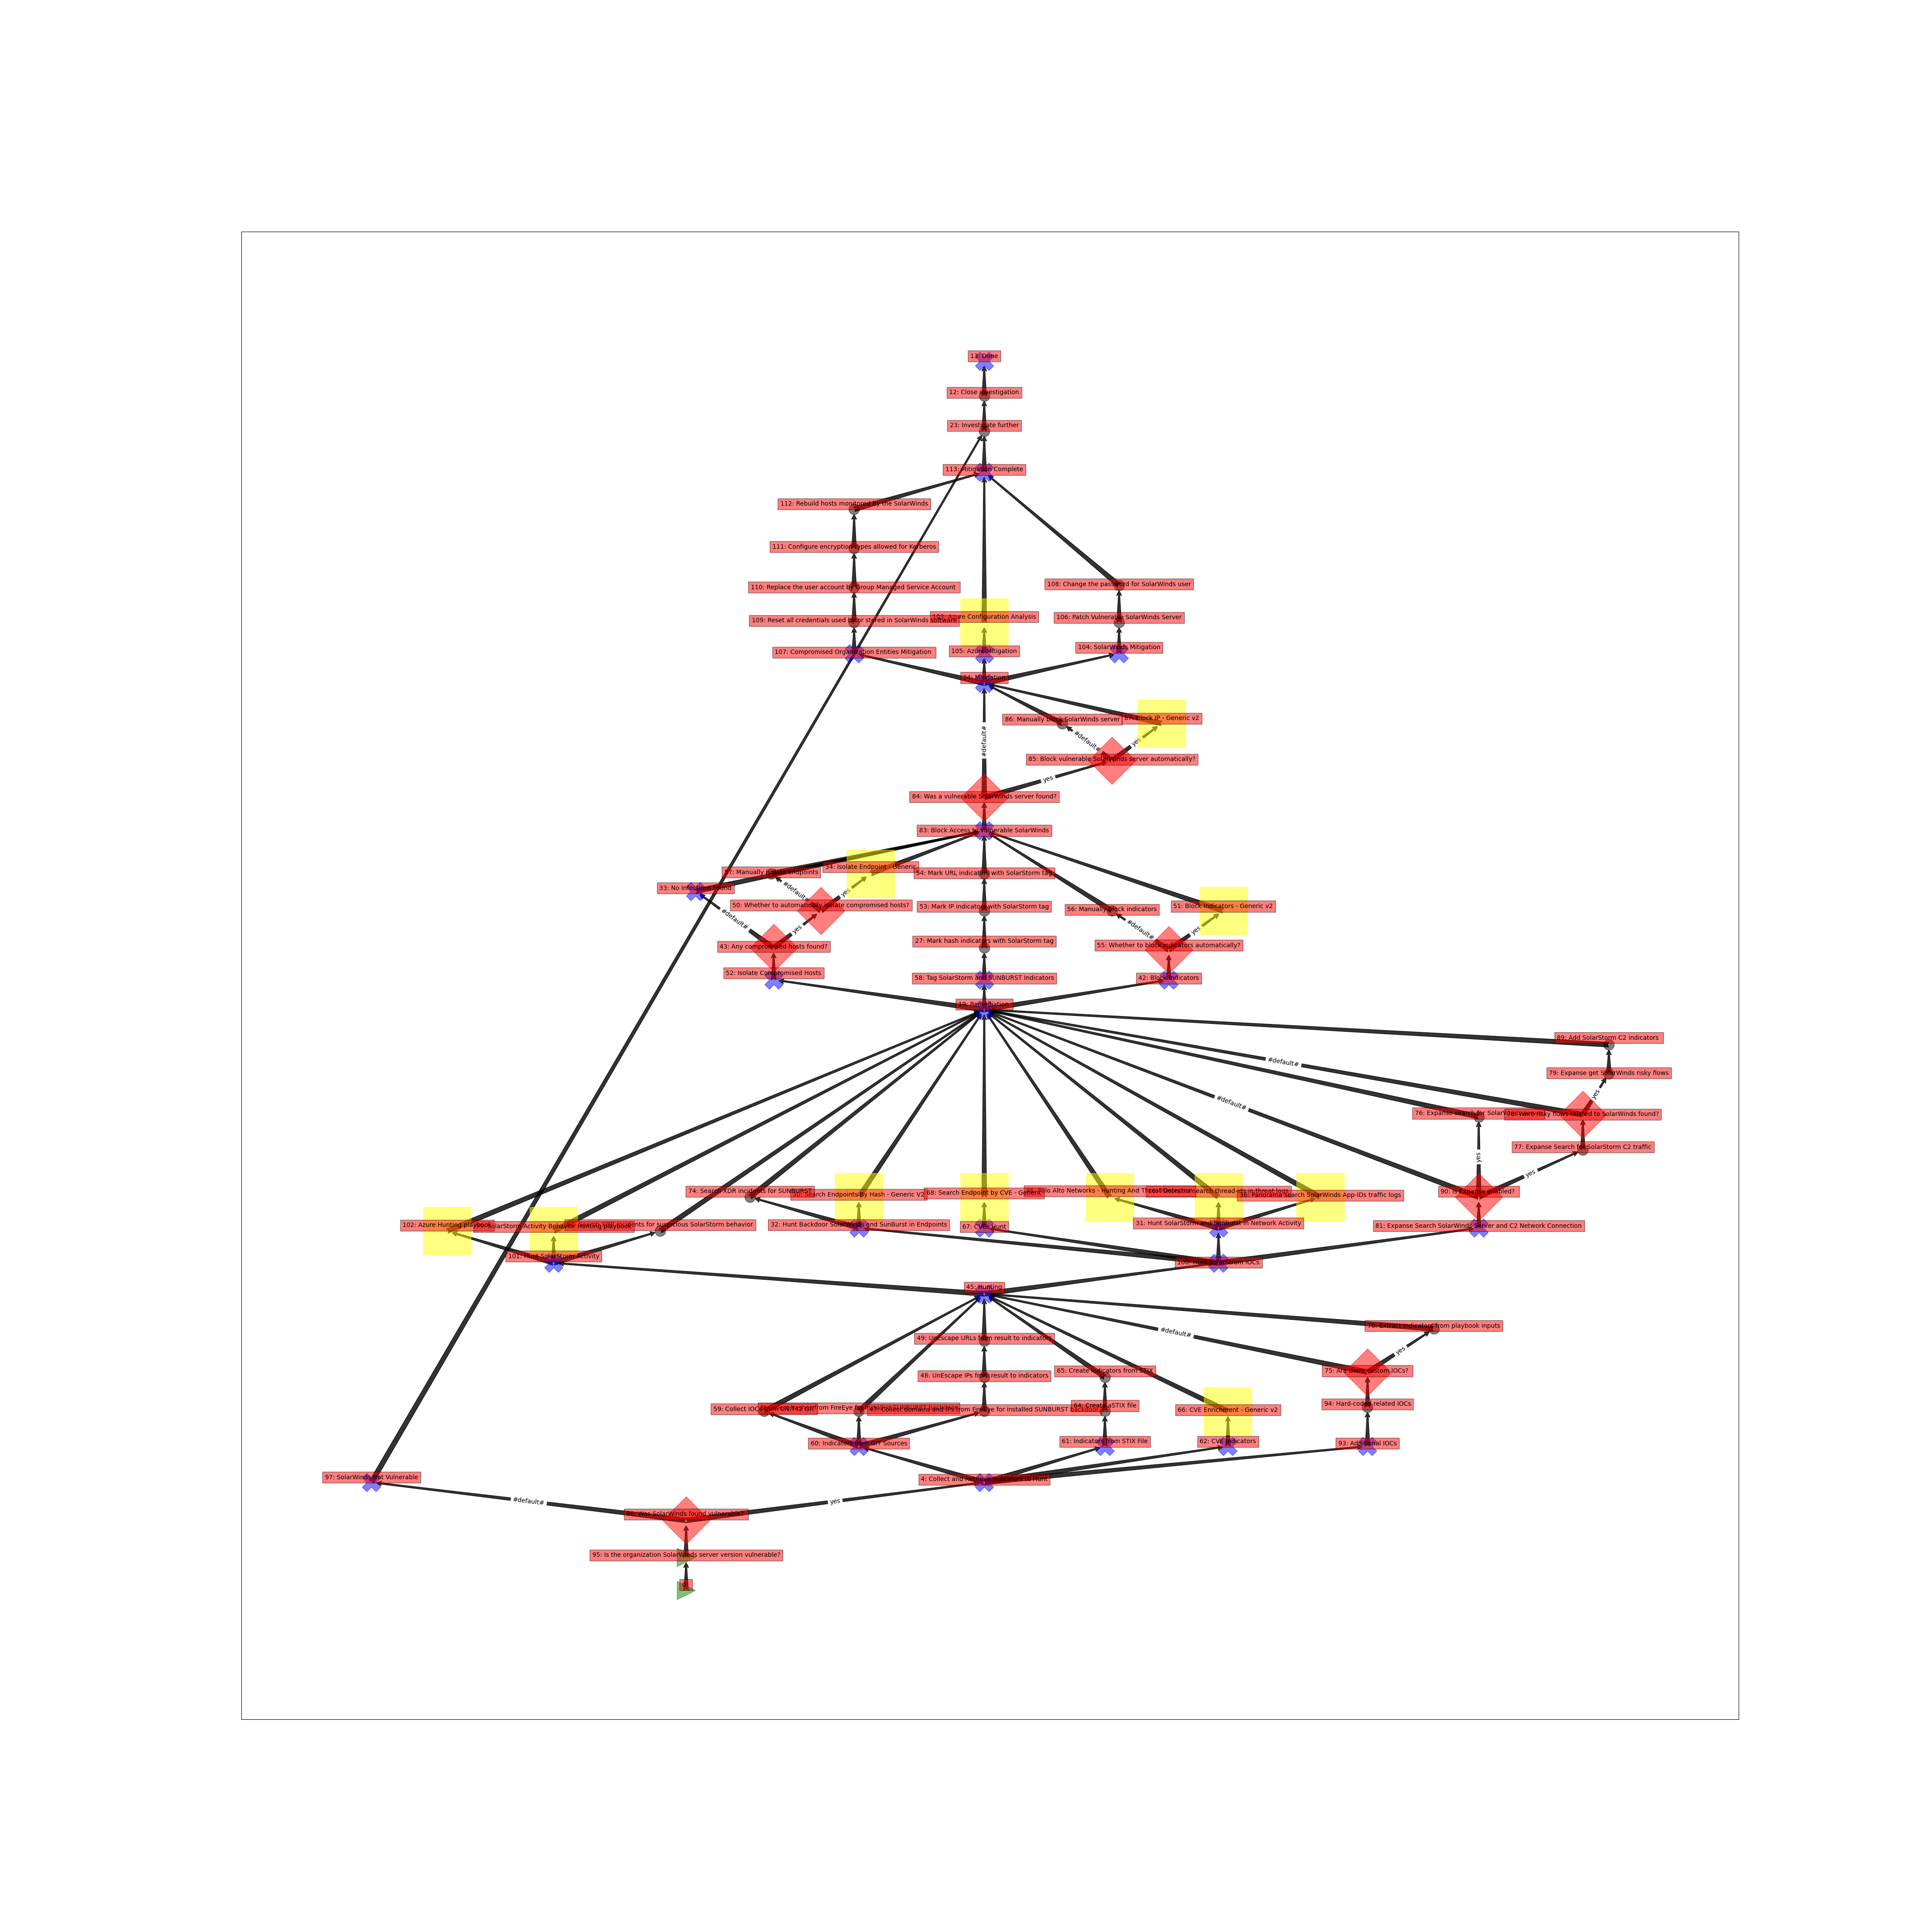 13: Done
12: Close investigation
23: Investigate further
113: Mitigation Complete
112: Rebuild hosts monitored by the SolarWinds
111: Configure encryption types allowed for Kerberos
110: Replace the user account by Group Managed Service Account
108: Change the password for SolarWinds user
109: Reset all credentials used by or stored in SolarWinds software
Azure Configuration Analysis
106: Patch Vulnerable SolarWinds Server
107: Compromised Organization Entities Mitigation
105: Azure Mitigation
104: SolarWinds Mitigation
Mitigation
86: Manually block SolarWinds server
87: Block IP - Generic v2
#default#
#default#
yes
85: Block vulnerable SolarWinds server automatically?
yes
84: Was a vulnerable SolarWinds server found?
83: Block Access to Vulnerable SolarWinds
57: Manually isolate endpoints
34: Isolate Endpoint - Generic
54: Mark URL indicators with SolarStorm tag
33: No Infections Found
#default#
yes
50: Whether to automatically isolate compromised hosts?
53: Mark IP indicators with SolarStorm tag
56: Manually block indicators
51: Block Indicators - Generic v2
#default#
yes
#default#
yes
43: Any compromised hosts found?
27: Mark hash indicators with SolarStorm tag
55: Whether to block indicators automatically?
52: Isolate Compromised Hosts
58: Tag SolarStorm and SUNBURST Indicators
42: Block Indicators
19: Remediation
89: Add SolarStorm C2 indicators
#default#
79: Expanse get SolarWinds risky flows
yes
#default#
76: Expanse search for
Were risky flows related to SolarWinds found?
77: Expanse Search for SolarStorm C2 traffic
yes
yes
74: Search XDR incidents for SUNBURST
Search Endpoints By Hash - Generic V2
68: Search Endpoint by CVE - Generic
Palo Alto Networks - Hunting And Threat Detection
search thread-ids in threat logs
Panorama Search SolarWinds App-IDs traffic logs
90: Is Expanse enabled?
102: Azure Hunting playbook
SolarStorm Activity Behavior Hunting playbook
for suspicious SolarStorm behavior
32: Hunt Backdoor SolarWinds and SunBurst in Endpoints
67: CVEs Hunt
31: Hunt SolarStorm and SunBurst in Network Activity
81: Expanse Search SolarWinds Server and C2 Network Connection
101: Hunt SolarStorm Activity
100: Hunt SolarStorm IOCs
45: Hunting
70: Extract indicators from playbook inputs
#default#
49: UnEscape URLs from result to indicators
yes
48: UnEscape IPs from result to indicators
65: Create indicators from STIX
75: Are there custom IOCs?
59: Collect IOCs from UNIT42 GIT
from FireEye for
47: Collect domains and IPs from FireEye for installed SUNBURST backdoor
64: Create a STIX file
66: CVE Enrichment - Generic v2
94: Hard-coded related IOCs
60: Indicators from GIT Sources
61: Indicators from STIX File
62: CVE Indicators
93: Additional IOCs
97: SolarWinds Not Vulnerable
4: Collect and Retrieve Indicators to Hunt
#default#
yes
96: Was SolarWinds found vulnerable?
95: Is the organization SolarWinds server version vulnerable?